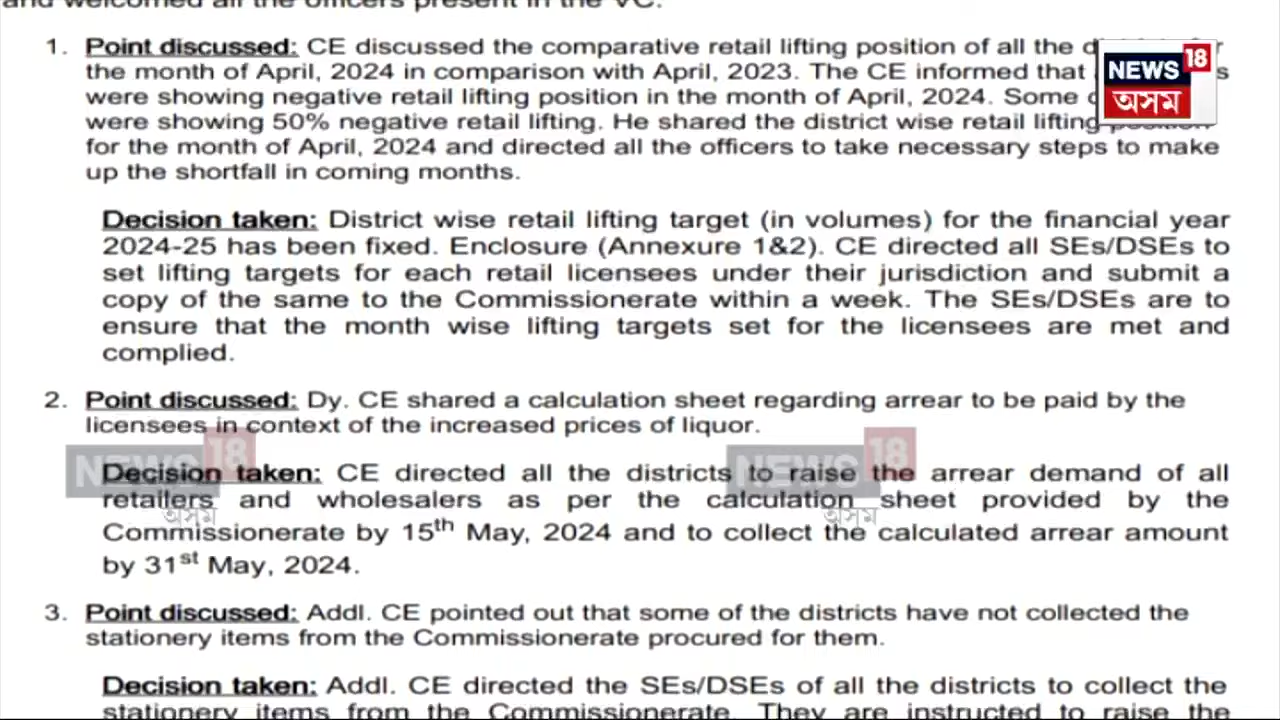 and welcomed all the officers present in the VC.
1. Point discussed: CE discussed the comparative retail lifting position of all the
the month of April, 2024 in comparison with April, 2023. The CE informed that
were showing negative retail lifting position in the month of April, 2024. Some
were showing 50% negative retail lifting. He shared the district wise retail lifting position
for the month of April, 2024 and directed all the officers to take necessary steps to make
up the shortfall in coming months.
NEWS 18
অসম
Decision taken: District wise retail lifting target (in volumes) for the financial year
2024-25 has been fixed. Enclosure (Annexure 1&2). CE directed all SEs/DSEs to
set lifting targets for each retail licensees under their jurisdiction and submit a
copy of the same to the Commissionerate within a week. The SEs/DSEs are to
ensure that the month wise lifting targets set for the licensees are met and
complied.
2. Point discussed: Dy. CE shared a calculation sheet regarding arrear to be paid by the
licensees in context of the increased prices of liquor.
Decision taken: CE directed all the districts to raise the arrear demand of all
retailers and wholesalers as per the calculation sheet provided by the
Commissionerate by 15th May, 2024 and to collect the calculated arrear amount
by 31st May, 2024.
NEWS 18
অসম
NEWS 18
অসম
3. Point discussed: Addl. CE pointed out that some of the districts have not collected the
stationery items from the Commissionerate procured for them.
Decision taken: Addl. CE directed the SEs/DSEs of all the districts to collect the
stationery items from the Commissionerate. They are instructed to raise the